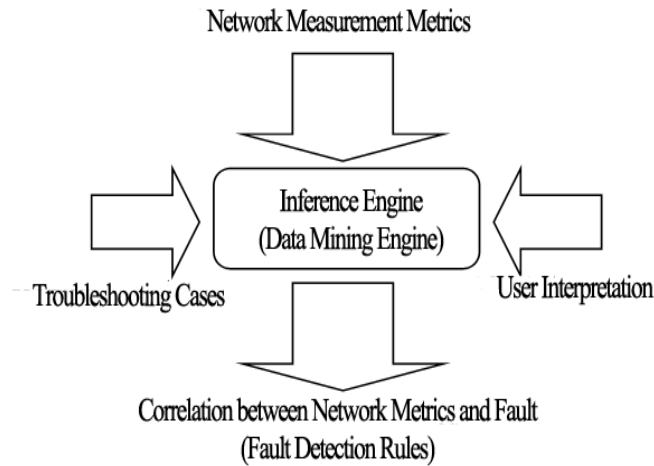 Network Measurement Metrics
Inference Engine
(Data Mining Engine)
Troubleshooting Cases
User Interpretation
Correlation between Network Metrics and Fault
(Fault Detection Rules)